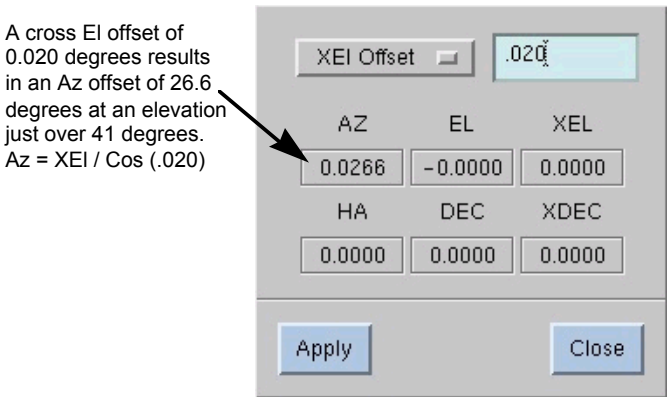 A cross El offset of
0.020 degrees results
in an Az offset of 26.6
degrees at an elevation
just over 41 degrees.
Az = XEl / Cos (.020)
XEl Offset .020
AZ EL XEL
0.0266 -0.0000 0.0000
HA DEC XDEC
0.0000 0.0000 0.0000
Apply Close